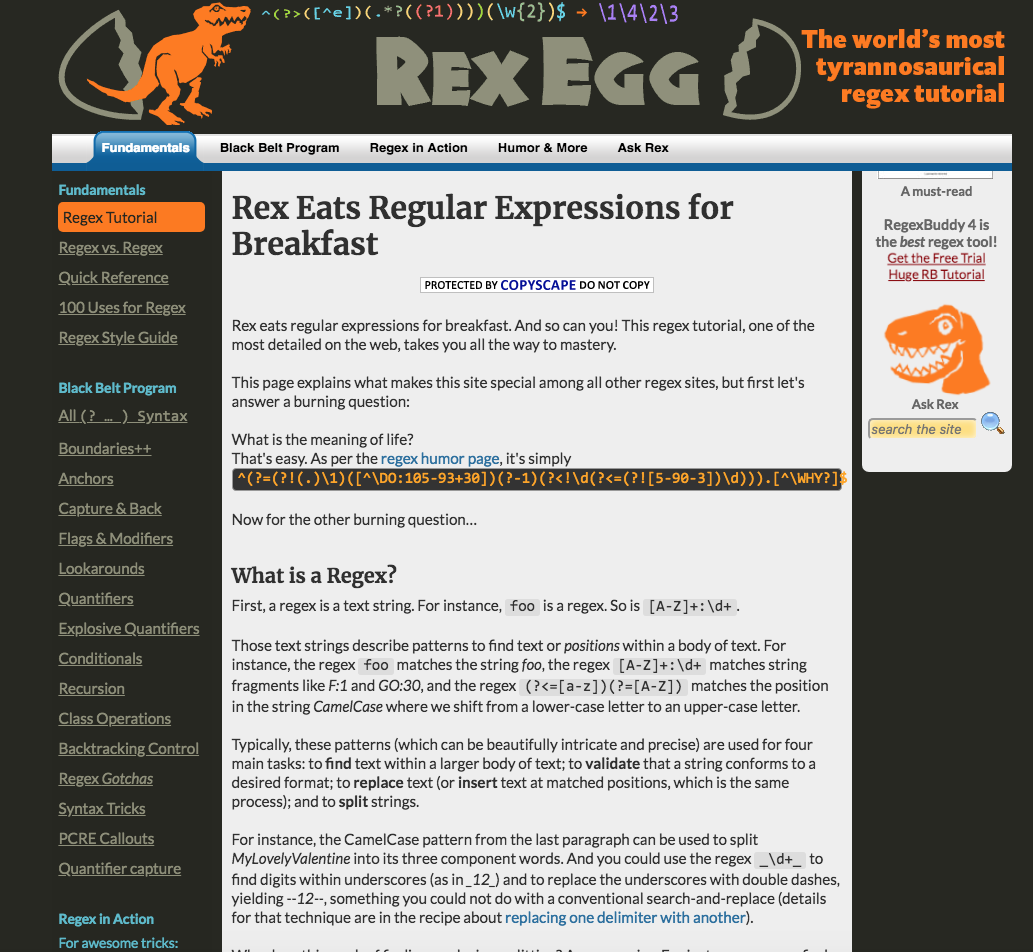 ^(?>([^e])(.*?((?1))))(\w{2})$ → \1\4\2\3
REX EGG
The world's most
tyrannosaurical
regex tutorial
Fundamentals Black Belt Program Regex in Action Humor & More Ask Rex
Fundamentals
Regex Tutorial
Regex vs. Regex
Quick Reference
100 Uses for Regex
Regex Style Guide
Black Belt Program
All (? … ) Syntax
Boundaries++
Anchors
Capture & Back
Flags & Modifiers
Lookarounds
Quantifiers
Explosive Quantifiers
Conditionals
Recursion
Class Operations
Backtracking Control
Regex Gotchas
Syntax Tricks
PCRE Callouts
Quantifier capture
Regex in Action
For awesome tricks:
Rex Eats Regular Expressions for
Breakfast
PROTECTED BY COPYSCAPE DO NOT COPY
Rex eats regular expressions for breakfast. And so can you! This regex tutorial, one of the
most detailed on the web, takes you all the way to mastery.
This page explains what makes this site special among all other regex sites, but first let's
answer a burning question:
What is the meaning of life?
That's easy. As per the regex humor page, it's simply
^(?=(?!(.)\1)([^\DO:105-93+30])(?-1)(?<!\d(?<=(?![5-90-3])\d))).[^\WHY?]$
Now for the other burning question…
What is a Regex?
First, a regex is a text string. For instance, foo is a regex. So is [A-Z]+:\d+ .
Those text strings describe patterns to find text or positions within a body of text. For
instance, the regex foo matches the string foo, the regex [A-Z]+:\d+ matches string
fragments like F:1 and GO:30, and the regex (?<=[a-z])(?=[A-Z]) matches the position
in the string CamelCase where we shift from a lower-case letter to an upper-case letter.
Typically, these patterns (which can be beautifully intricate and precise) are used for four
main tasks: to find text within a larger body of text; to validate that a string conforms to a
desired format; to replace text (or insert text at matched positions, which is the same
process); and to split strings.
For instance, the CamelCase pattern from the last paragraph can be used to split
MyLovelyValentine into its three component words. And you could use the regex _\d+_ to
find digits within underscores (as in _12_) and to replace the underscores with double dashes,
yielding --12--, something you could not do with a conventional search-and-replace (details
for that technique are in the recipe about replacing one delimiter with another).
A must-read
RegexBuddy 4 is
the best regex tool!
Get the Free Trial
Huge RB Tutorial
Ask Rex
search the site